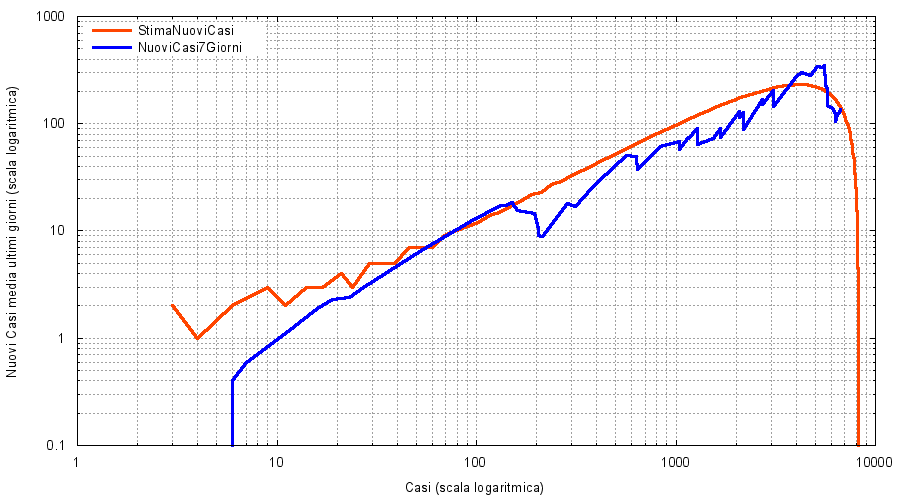 1000
100
10
1
0.1
StimaNuoviCasi
NuoviCasi7Giorni
Nuovi Casi media ultimi giorni (scala logaritmica)
1 10 100 1000 10000
Casi (scala logaritmica)